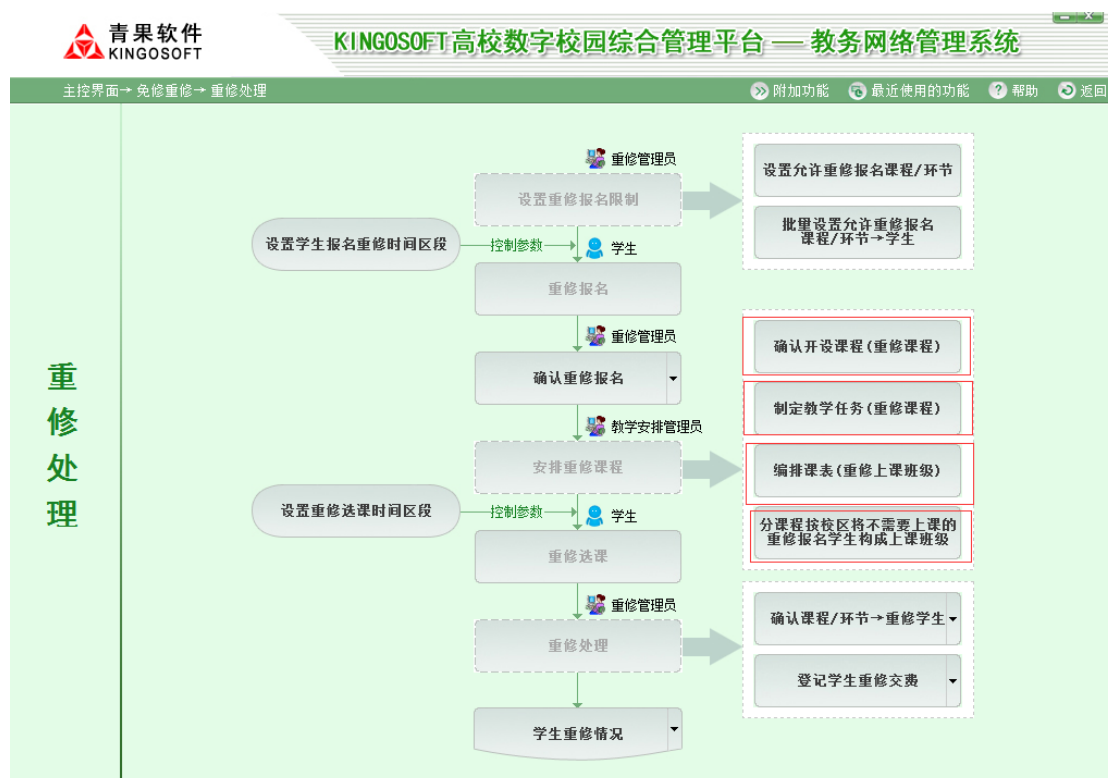 青果软件
KINGOSOFT
KINGOSOFT高校数字校园综合管理平台 — 教务网络管理系统
主控界面→免修重修→重修处理
附加功能
最近使用的功能
帮助
返回
重修处理
重修管理员
设置重修报名限制
设置允许重修报名课程/环节
批量设置允许重修报名
课程/环节→学生
设置学生报名重修时间区段
控制参数
学生
重修报名
重修管理员
确认重修报名
确认开设课程(重修课程)
制定教学任务(重修课程)
教学安排管理员
安排重修课程
编排课表(重修上课班级)
设置重修选课时间区段
控制参数
学生
分课程按校区将不需要上课的
重修报名学生构成上课班级
重修选课
重修管理员
重修处理
确认课程/环节→重修学生
登记学生重修交费
学生重修情况